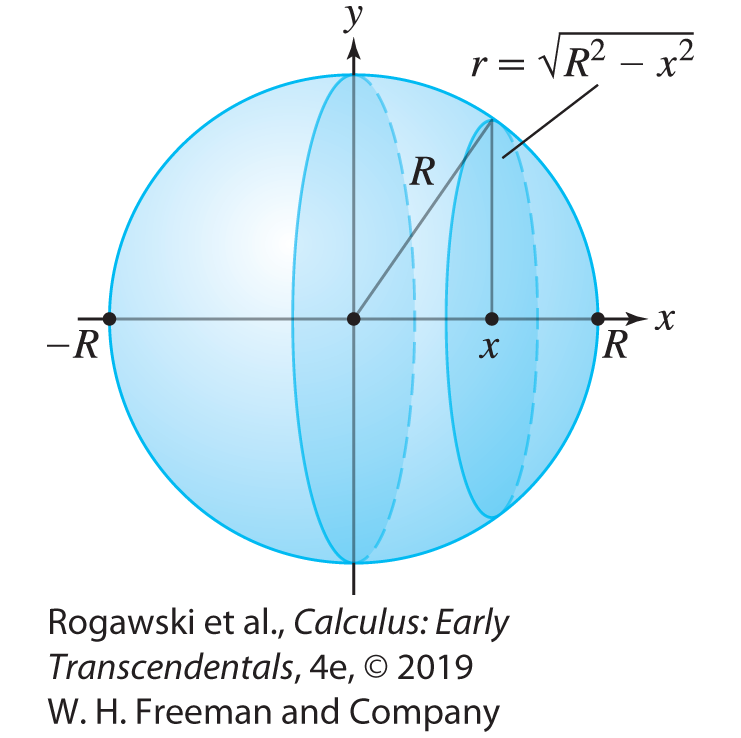 y
r = √R² − x²
R
−R
x
R
x
Rogawski et al., Calculus: Early
Transcendentals, 4e, © 2019
W. H. Freeman and Company